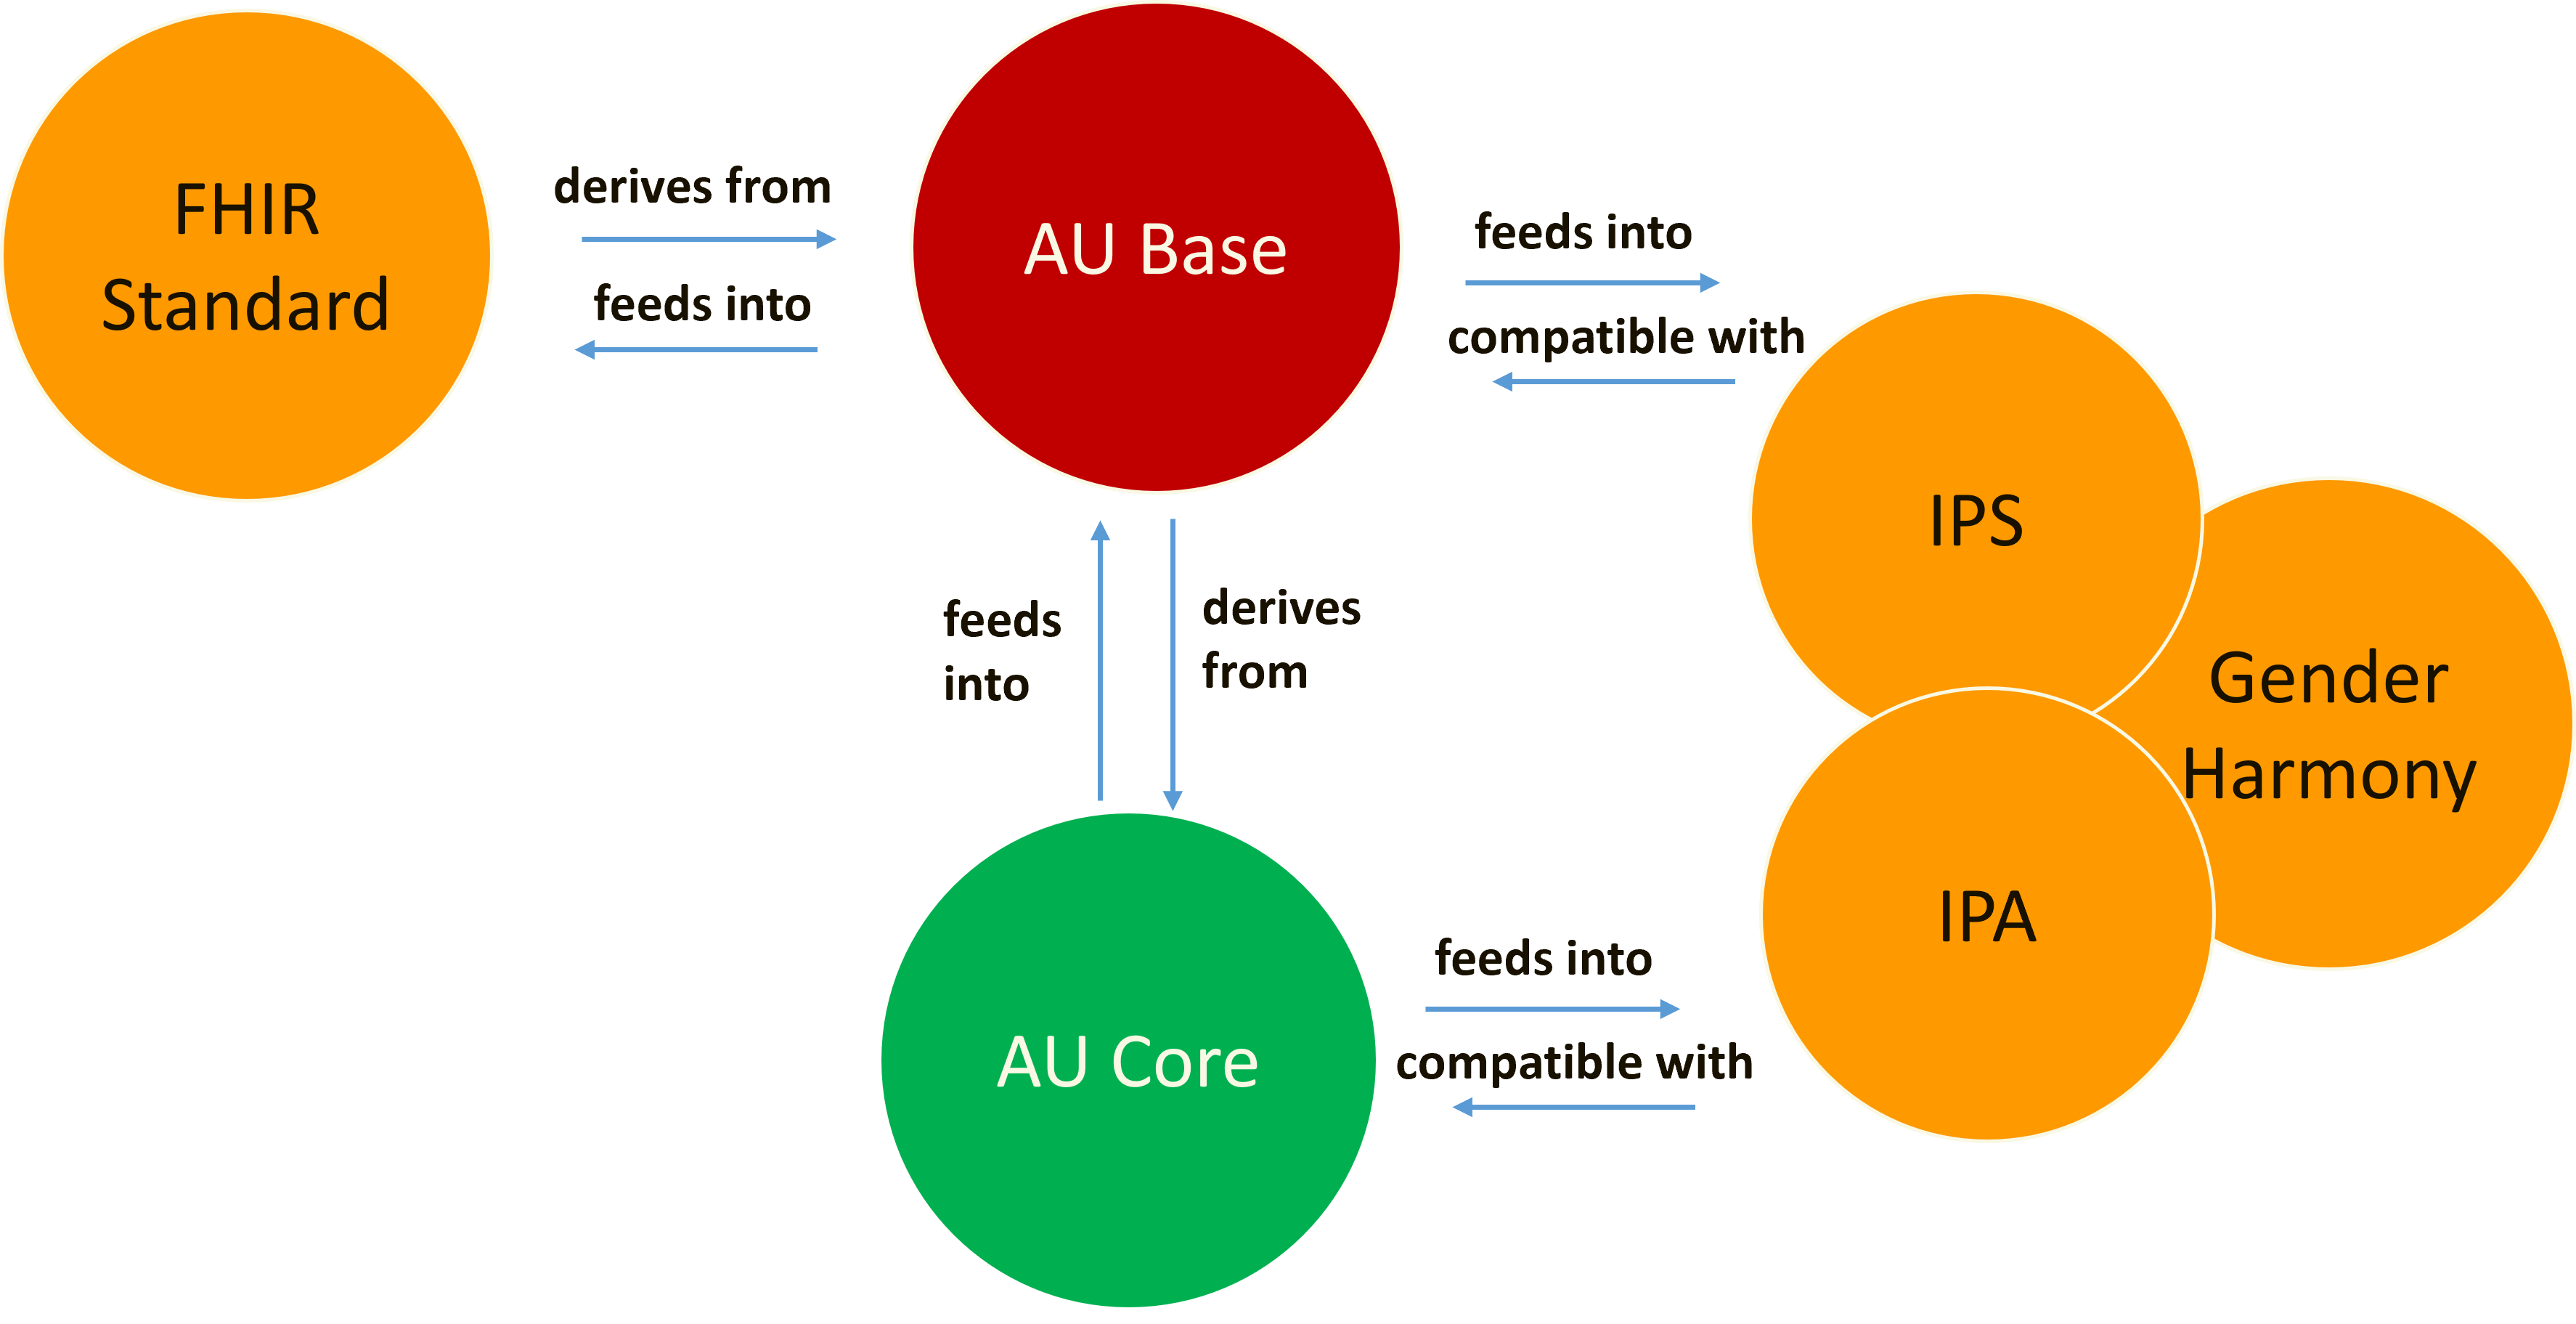 FHIR
Standard
derives from
feeds into
AU Base
feeds into
compatible with
feeds
into
derives
from
IPS
Gender
Harmony
IPA
AU Core
feeds into
compatible with